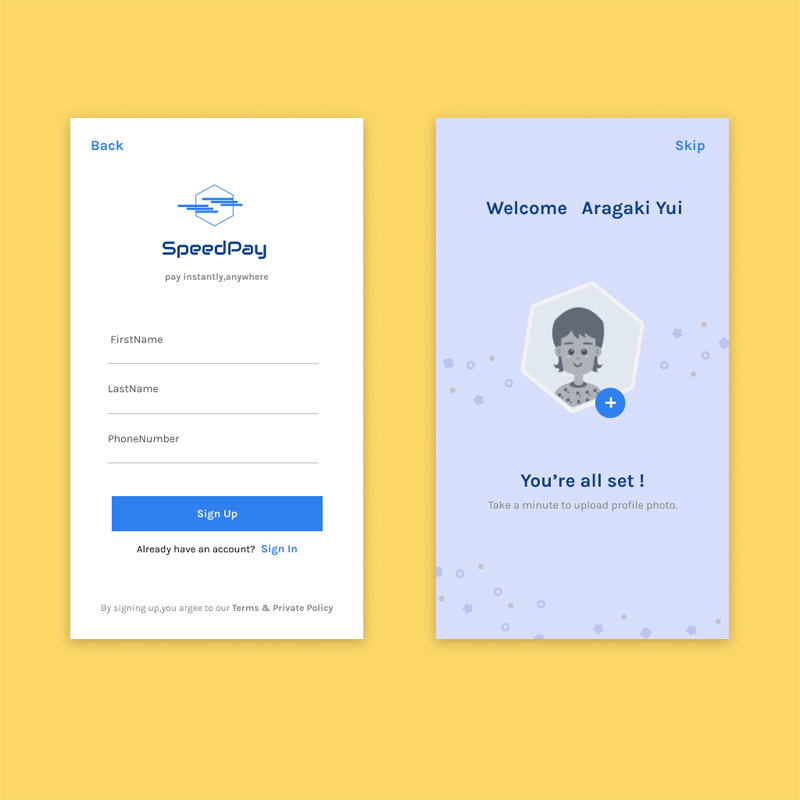 Back
SpeedPay
pay instantly,anywhere
FirstName
LastName
PhoneNumber
Sign Up
Already have an account? Sign In
By signing up,you argee to our Terms & Private Policy
Skip
Welcome Aragaki Yui
+
You’re all set !
Take a minute to upload profile photo.